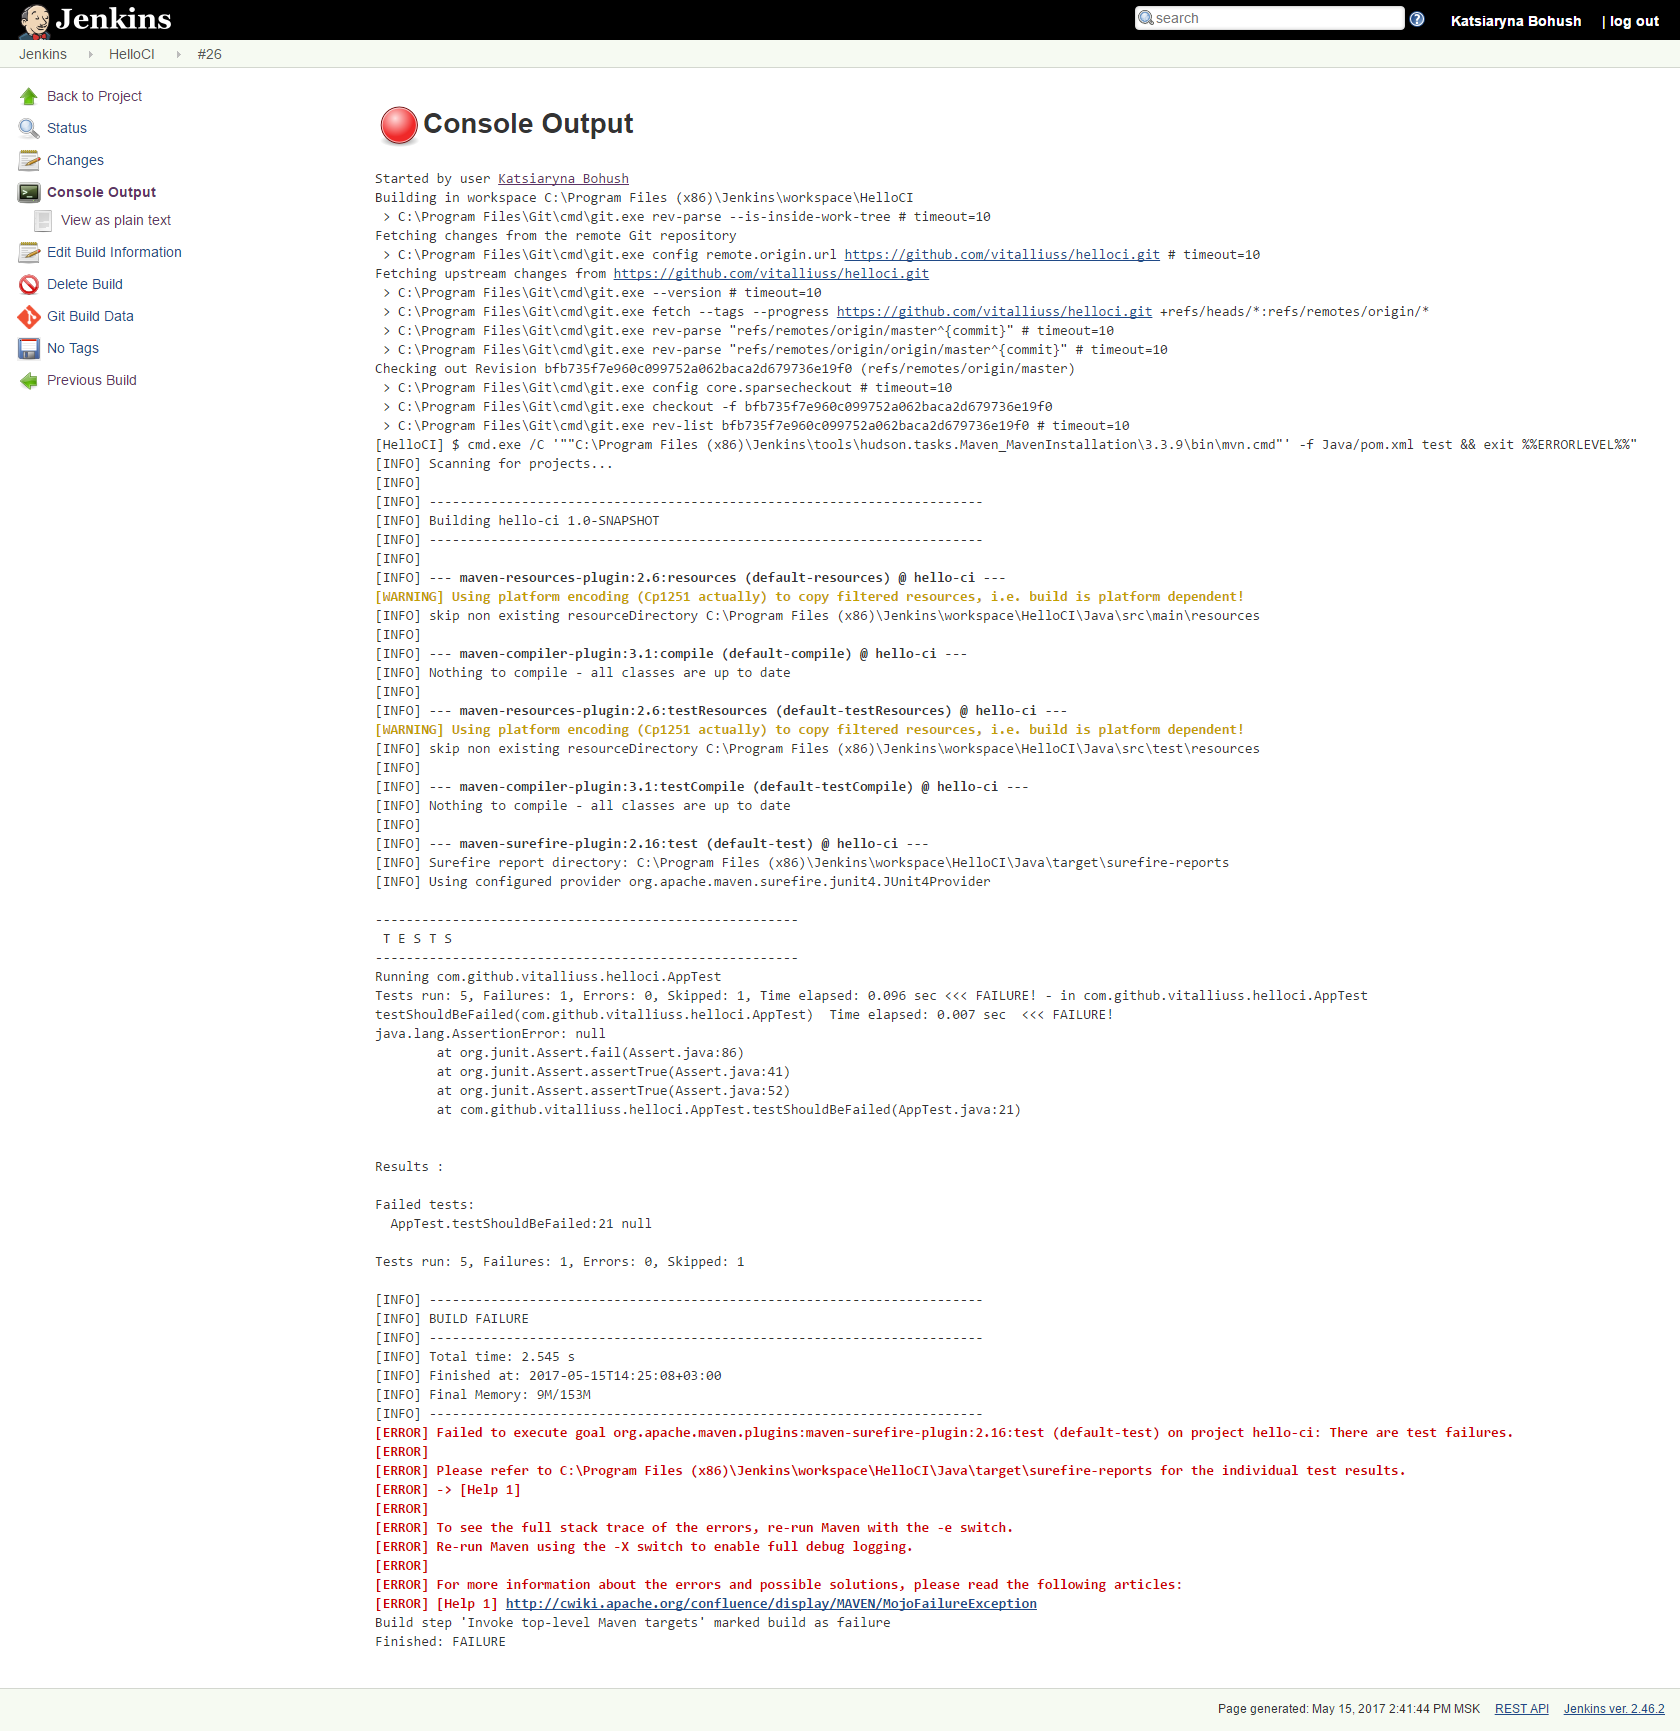 Jenkins
search
Katsiaryna Bohush
| log out
Jenkins
HelloCI
#26
Back to Project
Status
Changes
Console Output
View as plain text
Edit Build Information
Delete Build
Git Build Data
No Tags
Previous Build
Console Output
Started by user Katsiaryna Bohush
Building in workspace C:\Program Files (x86)\Jenkins\workspace\HelloCI
 > C:\Program Files\Git\cmd\git.exe rev-parse --is-inside-work-tree # timeout=10
Fetching changes from the remote Git repository
 > C:\Program Files\Git\cmd\git.exe config remote.origin.url https://github.com/vitalliuss/helloci.git # timeout=10
Fetching upstream changes from https://github.com/vitalliuss/helloci.git
 > C:\Program Files\Git\cmd\git.exe --version # timeout=10
 > C:\Program Files\Git\cmd\git.exe fetch --tags --progress https://github.com/vitalliuss/helloci.git +refs/heads/*:refs/remotes/origin/*
 > C:\Program Files\Git\cmd\git.exe rev-parse "refs/remotes/origin/master^{commit}" # timeout=10
 > C:\Program Files\Git\cmd\git.exe rev-parse "refs/remotes/origin/origin/master^{commit}" # timeout=10
Checking out Revision bfb735f7e960c099752a062baca2d679736e19f0 (refs/remotes/origin/master)
 > C:\Program Files\Git\cmd\git.exe config core.sparsecheckout # timeout=10
 > C:\Program Files\Git\cmd\git.exe checkout -f bfb735f7e960c099752a062baca2d679736e19f0
 > C:\Program Files\Git\cmd\git.exe rev-list bfb735f7e960c099752a062baca2d679736e19f0 # timeout=10
[HelloCI] $ cmd.exe /C '""C:\Program Files (x86)\Jenkins\tools\hudson.tasks.Maven_MavenInstallation\3.3.9\bin\mvn.cmd"' -f Java/pom.xml test && exit %%ERRORLEVEL%%"
[INFO] Scanning for projects...
[INFO]
[INFO] ------------------------------------------------------------------------
[INFO] Building hello-ci 1.0-SNAPSHOT
[INFO] ------------------------------------------------------------------------
[INFO]
[INFO] --- maven-resources-plugin:2.6:resources (default-resources) @ hello-ci ---
[WARNING] Using platform encoding (Cp1251 actually) to copy filtered resources, i.e. build is platform dependent!
[INFO] skip non existing resourceDirectory C:\Program Files (x86)\Jenkins\workspace\HelloCI\Java\src\main\resources
[INFO]
[INFO] --- maven-compiler-plugin:3.1:compile (default-compile) @ hello-ci ---
[INFO] Nothing to compile - all classes are up to date
[INFO]
[INFO] --- maven-resources-plugin:2.6:testResources (default-testResources) @ hello-ci ---
[WARNING] Using platform encoding (Cp1251 actually) to copy filtered resources, i.e. build is platform dependent!
[INFO] skip non existing resourceDirectory C:\Program Files (x86)\Jenkins\workspace\HelloCI\Java\src\test\resources
[INFO]
[INFO] --- maven-compiler-plugin:3.1:testCompile (default-testCompile) @ hello-ci ---
[INFO] Nothing to compile - all classes are up to date
[INFO]
[INFO] --- maven-surefire-plugin:2.16:test (default-test) @ hello-ci ---
[INFO] Surefire report directory: C:\Program Files (x86)\Jenkins\workspace\HelloCI\Java\target\surefire-reports
[INFO] Using configured provider org.apache.maven.surefire.junit4.JUnit4Provider
-------------------------------------------------------
 T E S T S
-------------------------------------------------------
Running com.github.vitalliuss.helloci.AppTest
Tests run: 5, Failures: 1, Errors: 0, Skipped: 1, Time elapsed: 0.096 sec <<< FAILURE! - in com.github.vitalliuss.helloci.AppTest
testShouldBeFailed(com.github.vitalliuss.helloci.AppTest)  Time elapsed: 0.007 sec  <<< FAILURE!
java.lang.AssertionError: null
	at org.junit.Assert.fail(Assert.java:86)
	at org.junit.Assert.assertTrue(Assert.java:41)
	at org.junit.Assert.assertTrue(Assert.java:52)
	at com.github.vitalliuss.helloci.AppTest.testShouldBeFailed(AppTest.java:21)
Results :
Failed tests:
  AppTest.testShouldBeFailed:21 null
Tests run: 5, Failures: 1, Errors: 0, Skipped: 1
[INFO] ------------------------------------------------------------------------
[INFO] BUILD FAILURE
[INFO] ------------------------------------------------------------------------
[INFO] Total time: 2.545 s
[INFO] Finished at: 2017-05-15T14:25:08+03:00
[INFO] Final Memory: 9M/153M
[INFO] ------------------------------------------------------------------------
[ERROR] Failed to execute goal org.apache.maven.plugins:maven-surefire-plugin:2.16:test (default-test) on project hello-ci: There are test failures.
[ERROR]
[ERROR] Please refer to C:\Program Files (x86)\Jenkins\workspace\HelloCI\Java\target\surefire-reports for the individual test results.
[ERROR] -> [Help 1]
[ERROR]
[ERROR] To see the full stack trace of the errors, re-run Maven with the -e switch.
[ERROR] Re-run Maven using the -X switch to enable full debug logging.
[ERROR]
[ERROR] For more information about the errors and possible solutions, please read the following articles:
[ERROR] [Help 1] http://cwiki.apache.org/confluence/display/MAVEN/MojoFailureException
Build step 'Invoke top-level Maven targets' marked build as failure
Finished: FAILURE
Page generated: May 15, 2017 2:41:44 PM MSK
REST API
Jenkins ver. 2.46.2